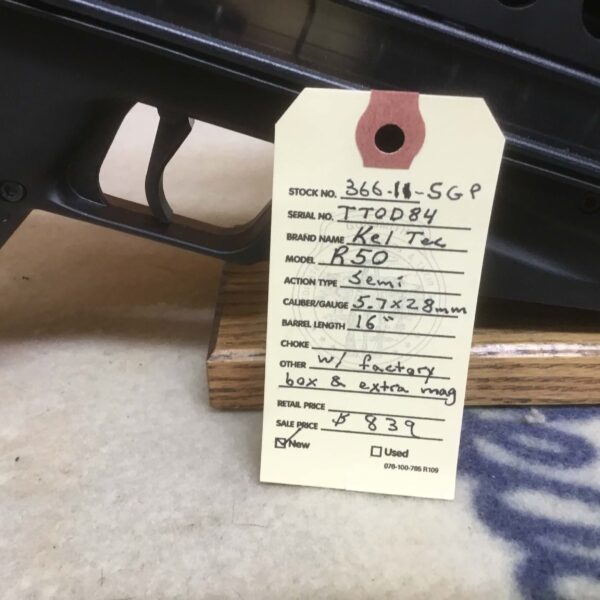 STOCK NO. 366-11-SGP
SERIAL NO. TTQD84
BRAND NAME Kel Tec
MODEL R50
ACTION TYPE Semi
CALIBER/GAUGE 5.7x28mm
BARREL LENGTH 16"
CHOKE
OTHER w/ factory
box & extra mag
RETAIL PRICE
SALE PRICE $ 839
New Used
076-100-786 R109